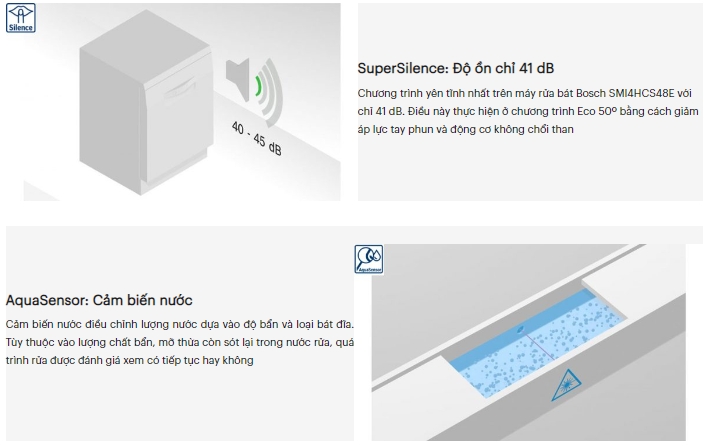 Silence
40 - 45 dB
SuperSilence: Độ ồn chỉ 41 dB
Chương trình yên tĩnh nhất trên máy rửa bát Bosch SMI4HCS48E với
chỉ 41 dB. Điều này thực hiện ở chương trình Eco 50º bằng cách giảm
áp lực tay phun và động cơ không chổi than
AquaSensor: Cảm biến nước
Cảm biến nước điều chỉnh lượng nước dựa vào độ bẩn và loại bát đĩa.
Tùy thuộc vào lượng chất bẩn, mỡ thừa còn sót lại trong nước rửa, quá
trình rửa được đánh giá xem có tiếp tục hay không
AquaSensor